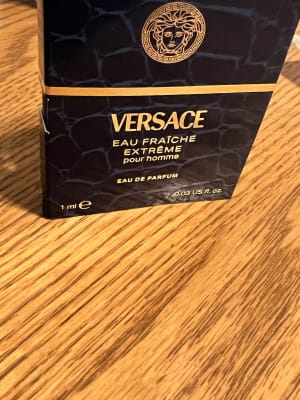 VERSACE
EAU FRAÎCHE
EXTRÊME
pour homme
EAU DE PARFUM
1 ml ℮ 0.03 US fl. oz.